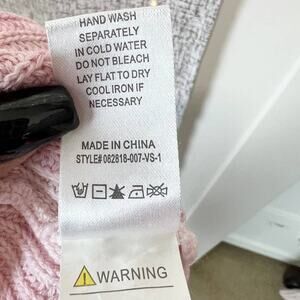 HAND WASH
SEPARATELY
IN COLD WATER
DO NOT BLEACH
LAY FLAT TO DRY
COOL IRON IF
NECESSARY
MADE IN CHINA
STYLE# 082818-007-VS-1
WARNING